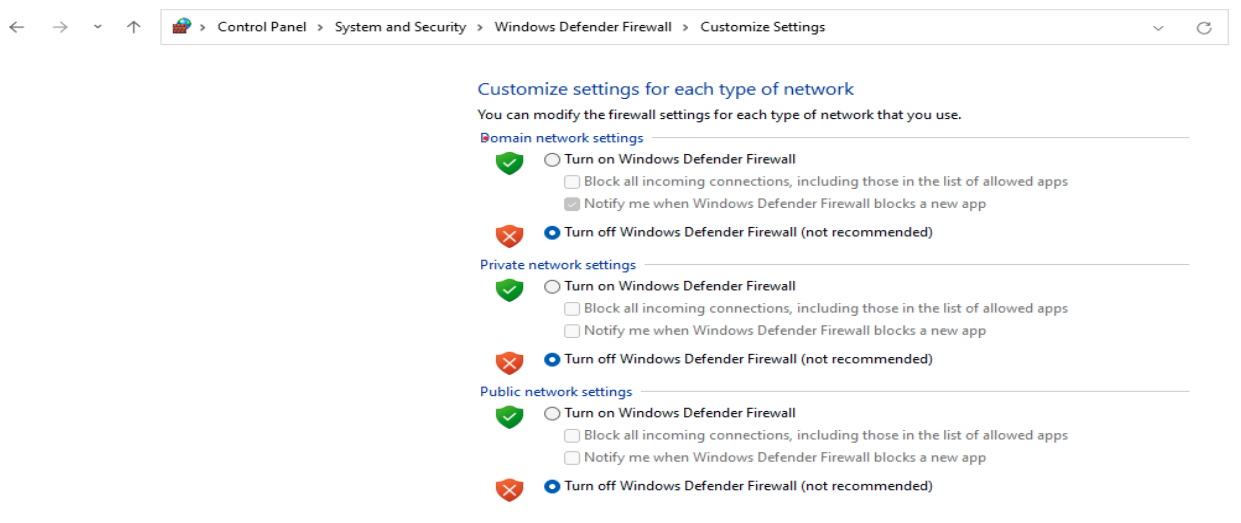 Control Panel > System and Security > Windows Defender Firewall > Customize Settings
Customize settings for each type of network
You can modify the firewall settings for each type of network that you use.
Domain network settings
Turn on Windows Defender Firewall
Block all incoming connections, including those in the list of allowed apps
Notify me when Windows Defender Firewall blocks a new app
Turn off Windows Defender Firewall (not recommended)
Private network settings
Turn on Windows Defender Firewall
Block all incoming connections, including those in the list of allowed apps
Notify me when Windows Defender Firewall blocks a new app
Turn off Windows Defender Firewall (not recommended)
Public network settings
Turn on Windows Defender Firewall
Block all incoming connections, including those in the list of allowed apps
Notify me when Windows Defender Firewall blocks a new app
Turn off Windows Defender Firewall (not recommended)